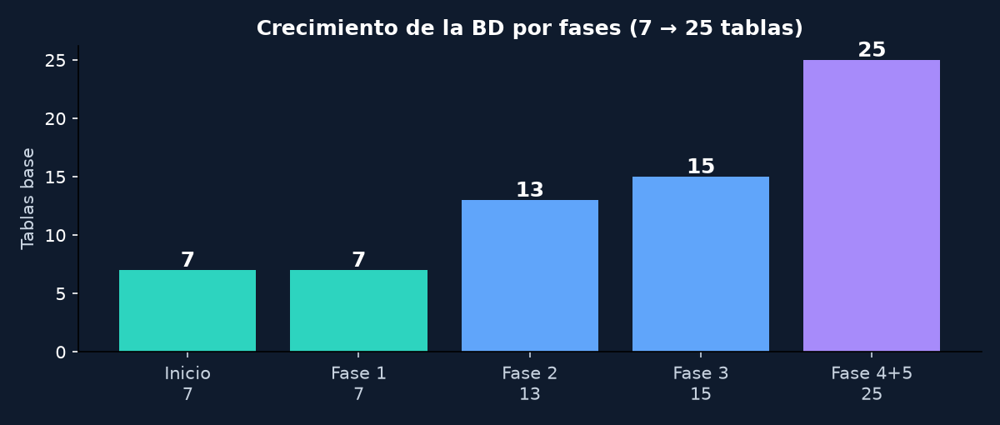 Crecimiento de la BD por fases (7 → 25 tablas)
Tablas base
25
20
15
10
5
0
7
7
13
15
25
Inicio
7
Fase 1
7
Fase 2
13
Fase 3
15
Fase 4+5
25